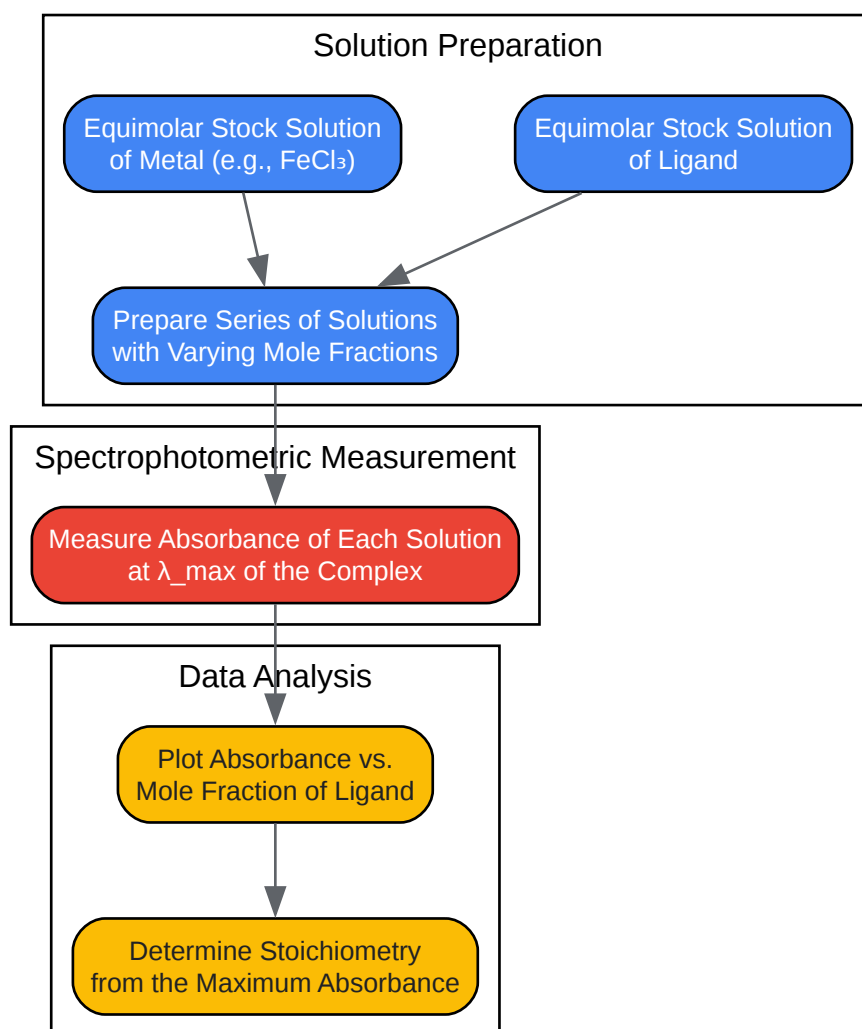 Solution Preparation
Equimolar Stock Solution
of Metal (e.g., FeCl₃)
Equimolar Stock Solution
of Ligand
Prepare Series of Solutions
with Varying Mole Fractions
Spectrophotometric Measurement
Measure Absorbance of Each Solution
at λ_max of the Complex
Data Analysis
Plot Absorbance vs.
Mole Fraction of Ligand
Determine Stoichiometry
from the Maximum Absorbance